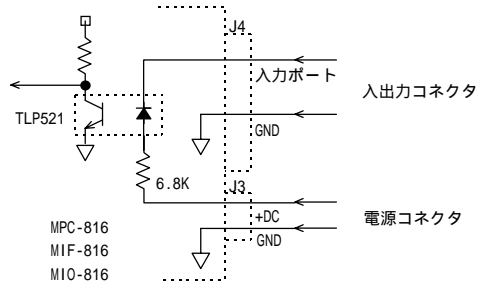 J4
入力ポート
入出力コネクタ
TLP521
GND
6.8K
J3
+DC
電源コネクタ
GND
MPC-816
MIF-816
MIO-816